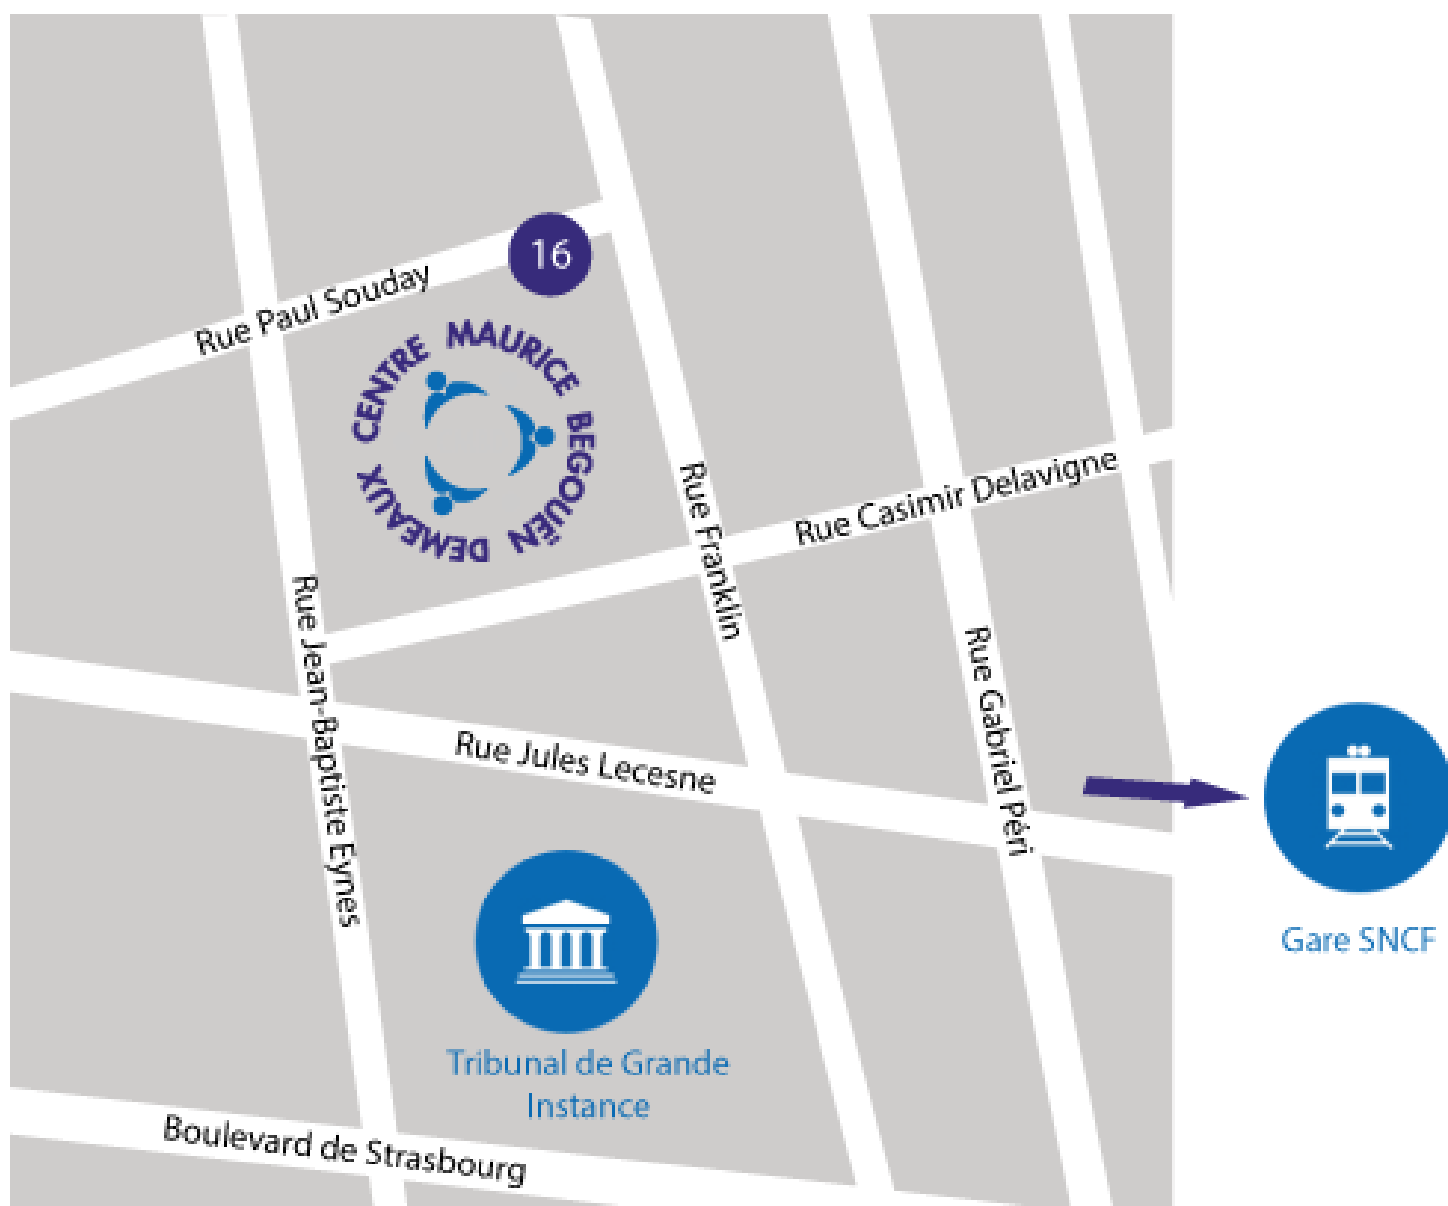 16
Rue Paul Souday
CENTRE MAURICE BEGOUËN DEMEAUX
Rue Franklin
Rue Casimir Delavigne
Rue Jean-Baptiste Eynes
Rue Gabriel Péri
Rue Jules Lecesne
Gare SNCF
Tribunal de Grande
Instance
Boulevard de Strasbourg